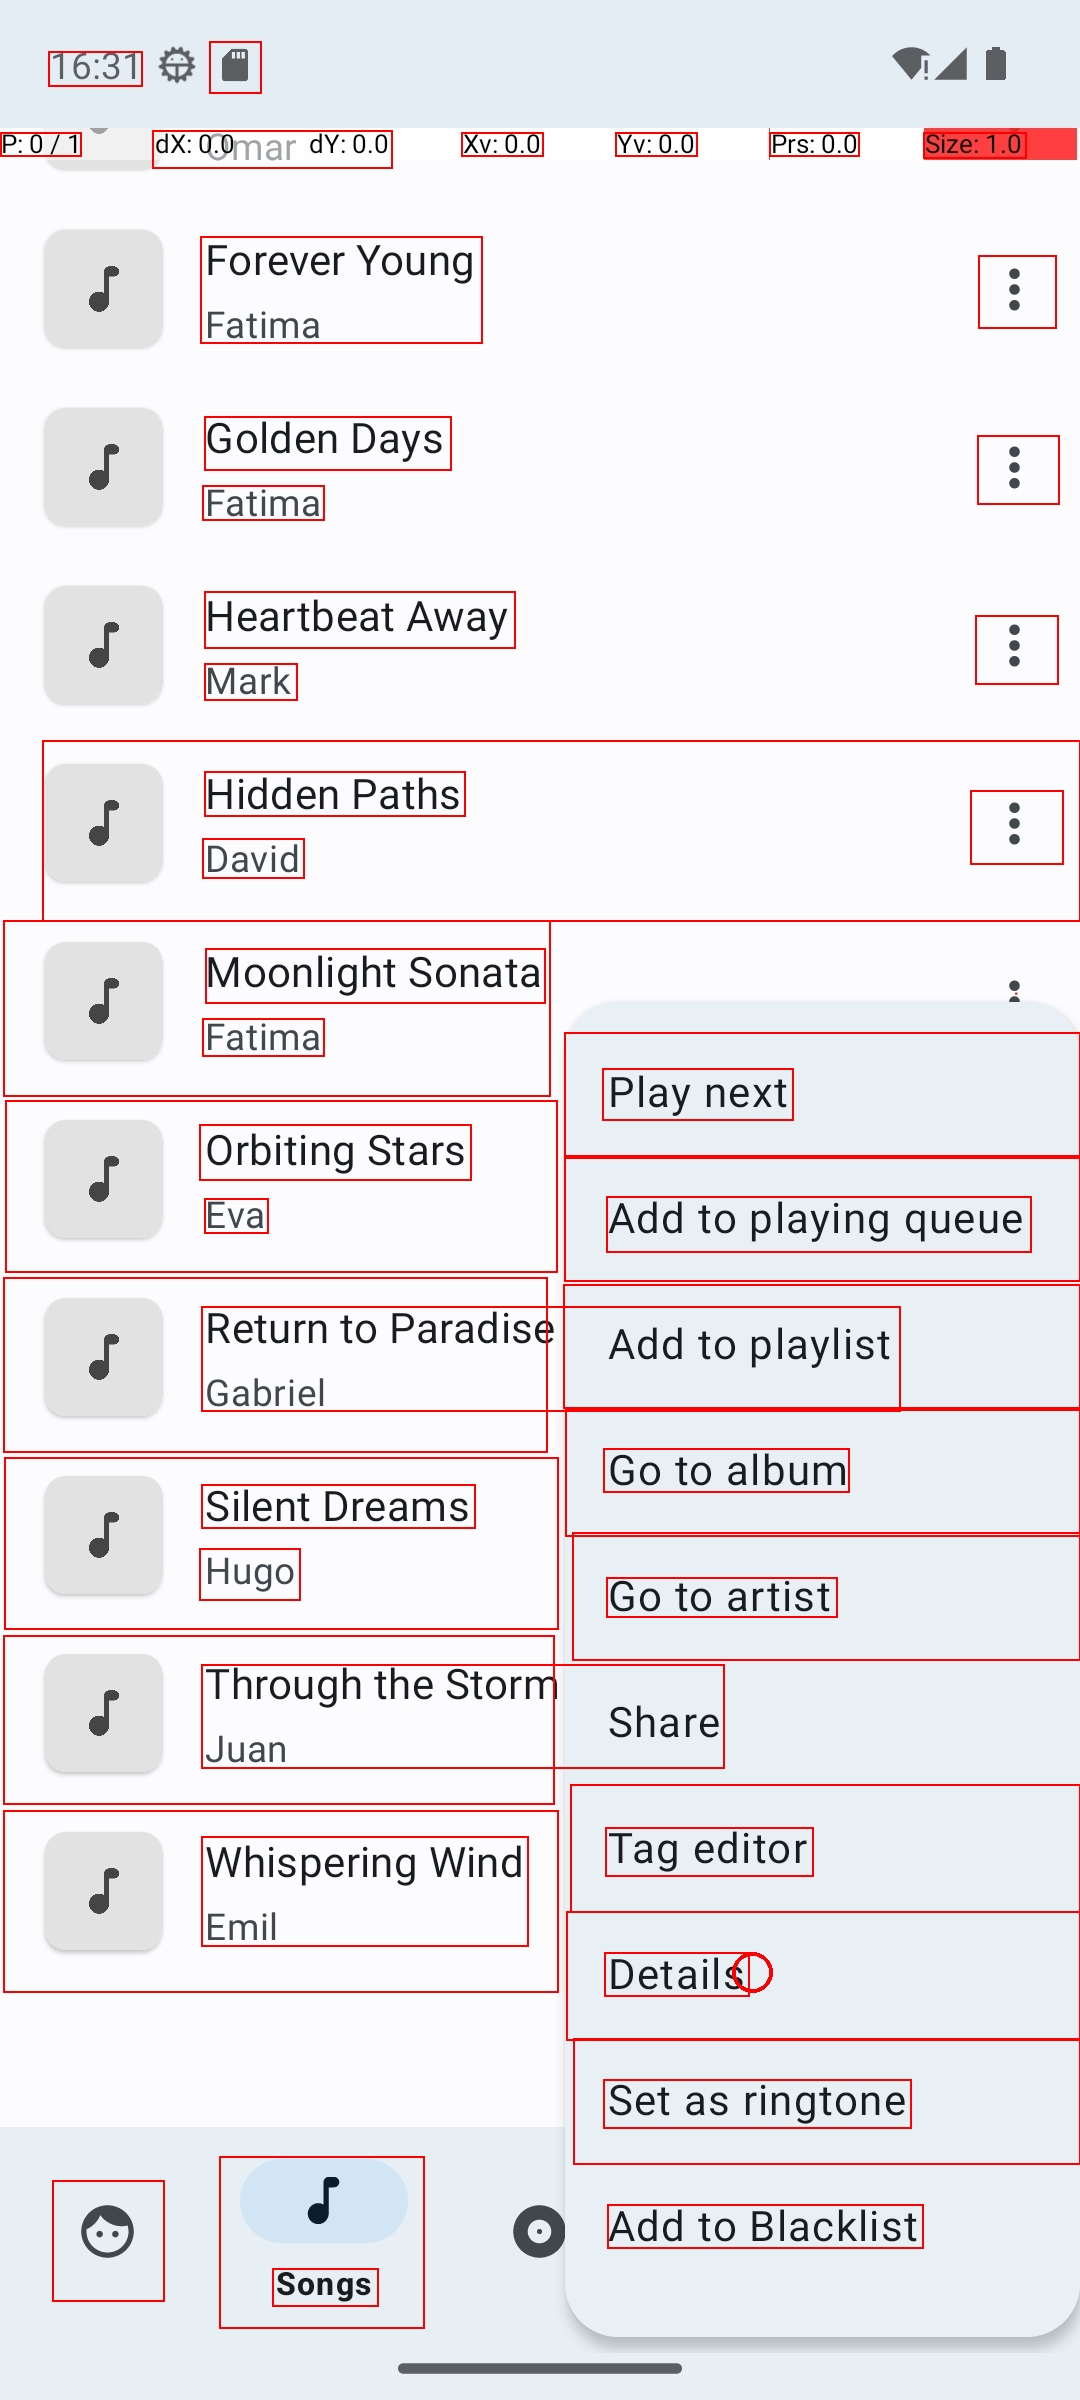 16:31
P: 0 / 1
dX: 0.0
dY: 0.0
Xv: 0.0
Yv: 0.0
Prs: 0.0
Size: 1.0
Omar
Forever Young
Fatima
Golden Days
Fatima
Heartbeat Away
Mark
Hidden Paths
David
Moonlight Sonata
Fatima
Orbiting Stars
Eva
Return to Paradise
Gabriel
Silent Dreams
Hugo
Through the Storm
Juan
Whispering Wind
Emil
Play next
Add to playing queue
Add to playlist
Go to album
Go to artist
Share
Tag editor
Details
Set as ringtone
Add to Blacklist
Songs